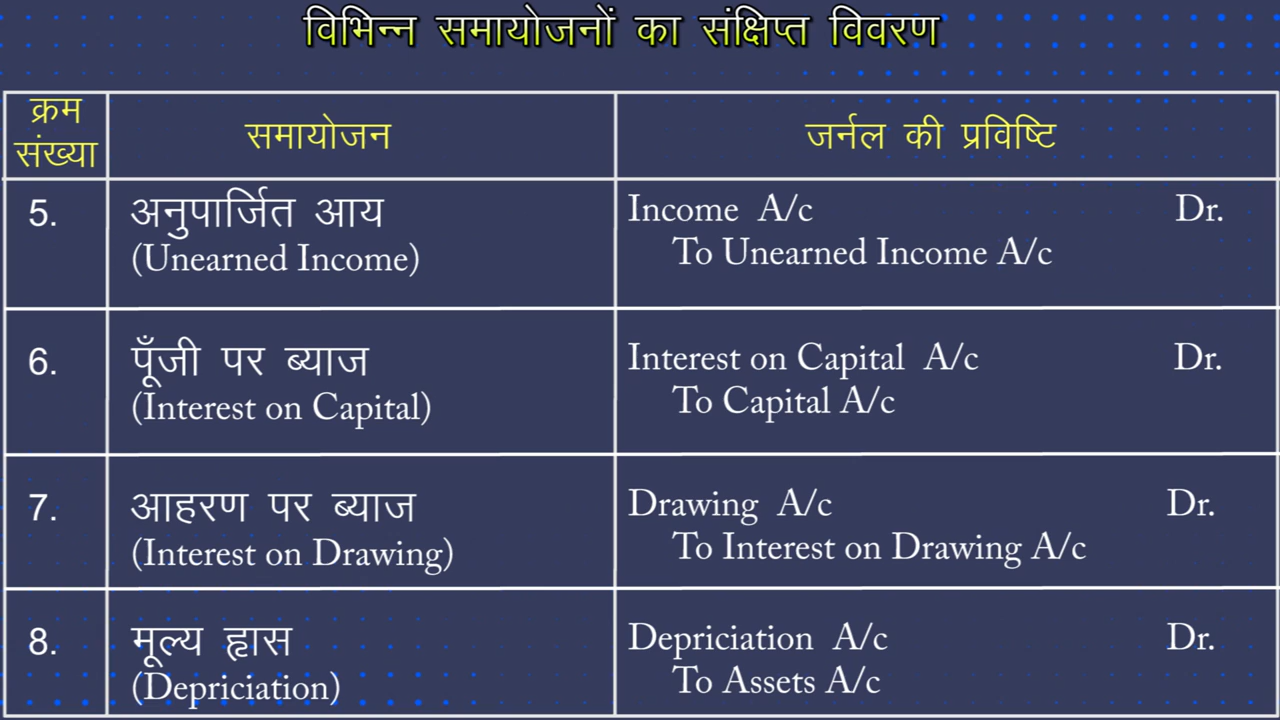 विभिन्न समायोजनों का संक्षिप्त विवरण
क्रम संख्या समायोजन जर्नल की प्रविष्टि
5. अनुपार्जित आय Income A/c Dr.
(Unearned Income) To Unearned Income A/c
6. पूँजी पर ब्याज Interest on Capital A/c Dr.
(Interest on Capital) To Capital A/c
7. आहरण पर ब्याज Drawing A/c Dr.
(Interest on Drawing) To Interest on Drawing A/c
8. मूल्य हृास Depriciation A/c Dr.
(Depriciation) To Assets A/c